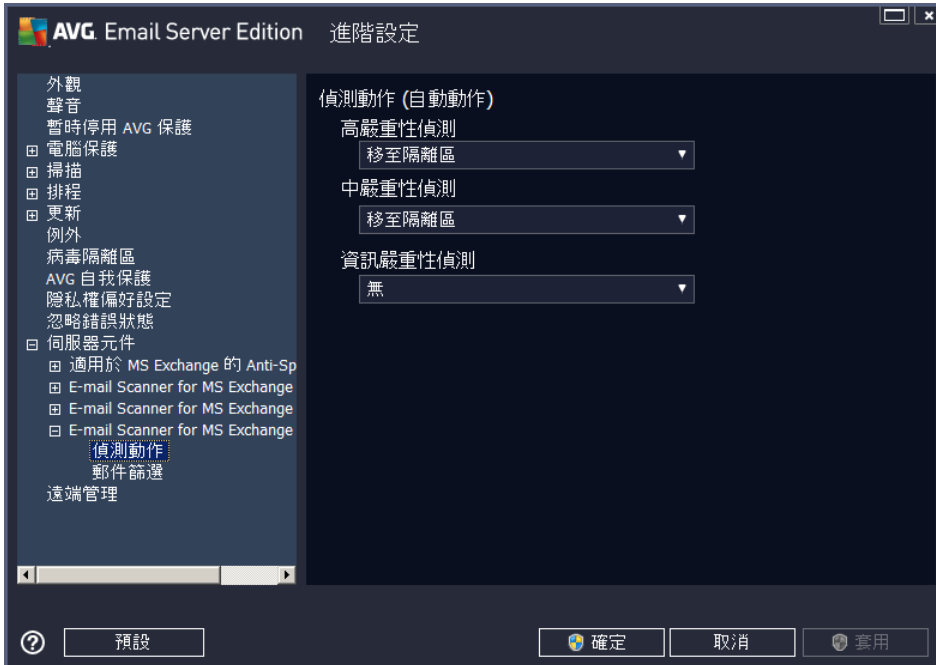 AVG. Email Server Edition 進階設定
外觀
聲音
暫時停用 AVG 保護
電腦保護
掃描
排程
更新
例外
病毒隔離區
AVG 自我保護
隱私權偏好設定
忽略錯誤狀態
伺服器元件
適用於 MS Exchange 的 Anti-Sp
E-mail Scanner for MS Exchange
E-mail Scanner for MS Exchange
E-mail Scanner for MS Exchange
偵測動作
郵件篩選
遠端管理
偵測動作 (自動動作)
高嚴重性偵測
移至隔離區
中嚴重性偵測
移至隔離區
資訊嚴重性偵測
無
預設
確定
取消
套用